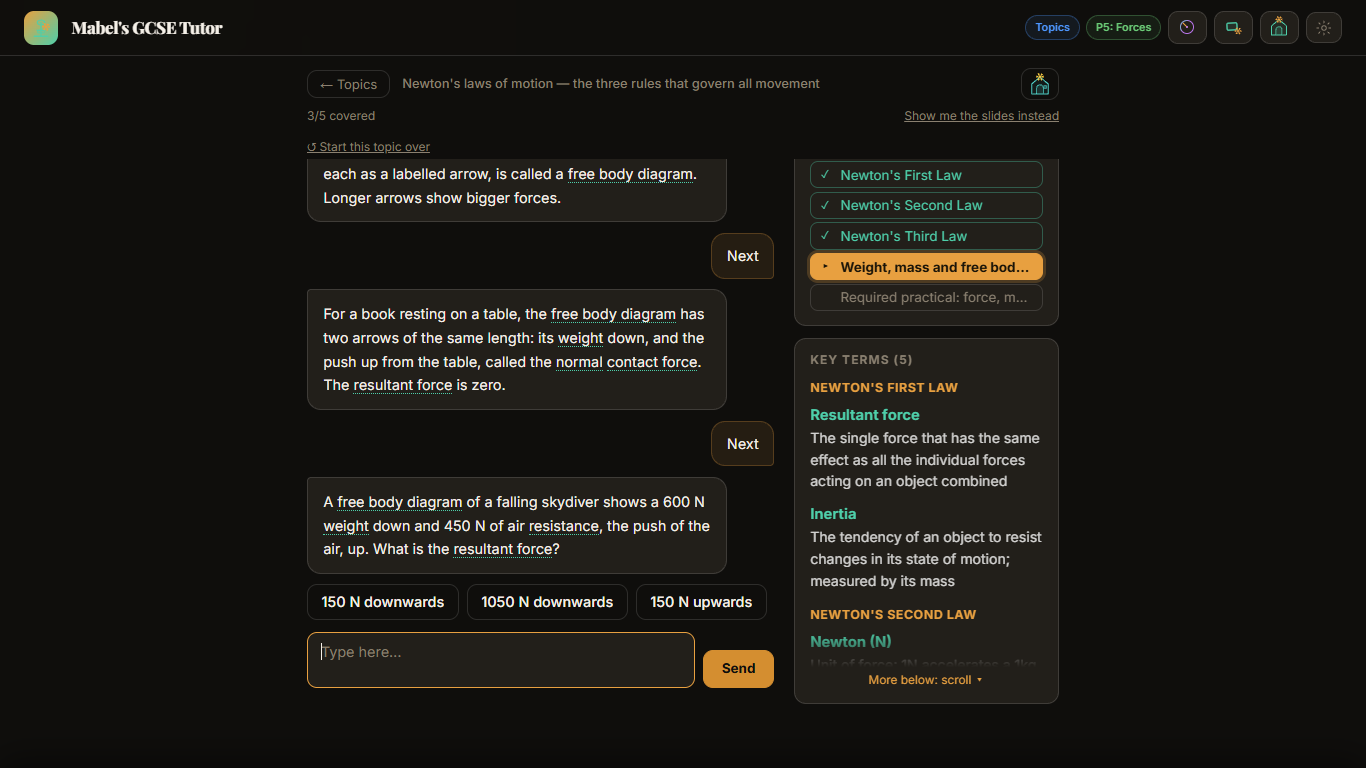 Mabel's GCSE Tutor
Topics
P5: Forces
← Topics
Newton's laws of motion — the three rules that govern all movement
3/5 covered
Show me the slides instead
↺ Start this topic over
each as a labelled arrow, is called a free body diagram.
Longer arrows show bigger forces.
Next
For a book resting on a table, the free body diagram has
two arrows of the same length: its weight down, and the
push up from the table, called the normal contact force.
The resultant force is zero.
Next
A free body diagram of a falling skydiver shows a 600 N
weight down and 450 N of air resistance, the push of the
air, up. What is the resultant force?
150 N downwards
1050 N downwards
150 N upwards
Type here...
Send
✓ Newton's First Law
✓ Newton's Second Law
✓ Newton's Third Law
‣ Weight, mass and free bod...
Required practical: force, m...
KEY TERMS (5)
NEWTON'S FIRST LAW
Resultant force
The single force that has the same
effect as all the individual forces
acting on an object combined
Inertia
The tendency of an object to resist
changes in its state of motion;
measured by its mass
NEWTON'S SECOND LAW
Newton (N)
Unit of force; 1N accelerates a 1kg
More below: scroll ▾